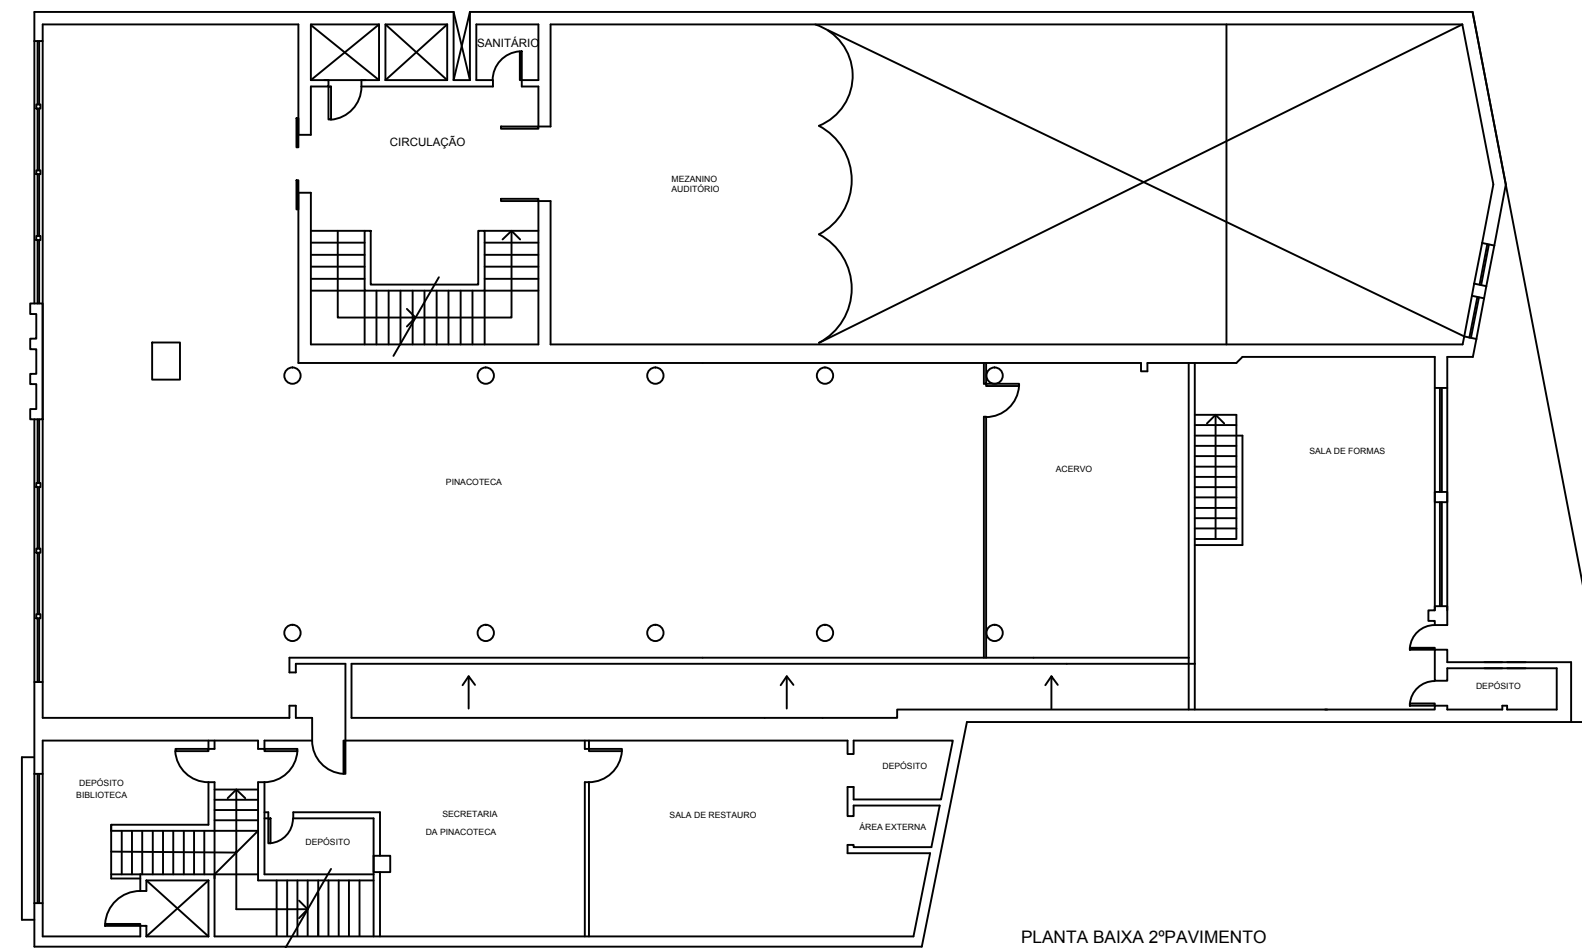 SANITÁRIO
CIRCULAÇÃO
MEZANINO
AUDITÓRIO
SALA DE FORMAS
ACERVO
PINACOTECA
DEPÓSITO
DEPÓSITO
DEPÓSITO
BIBLIOTECA
SECRETARIA
DA PINACOTECA
SALA DE RESTAURO
ÁREA EXTERNA
DEPÓSITO
PLANTA BAIXA 2ºPAVIMENTO